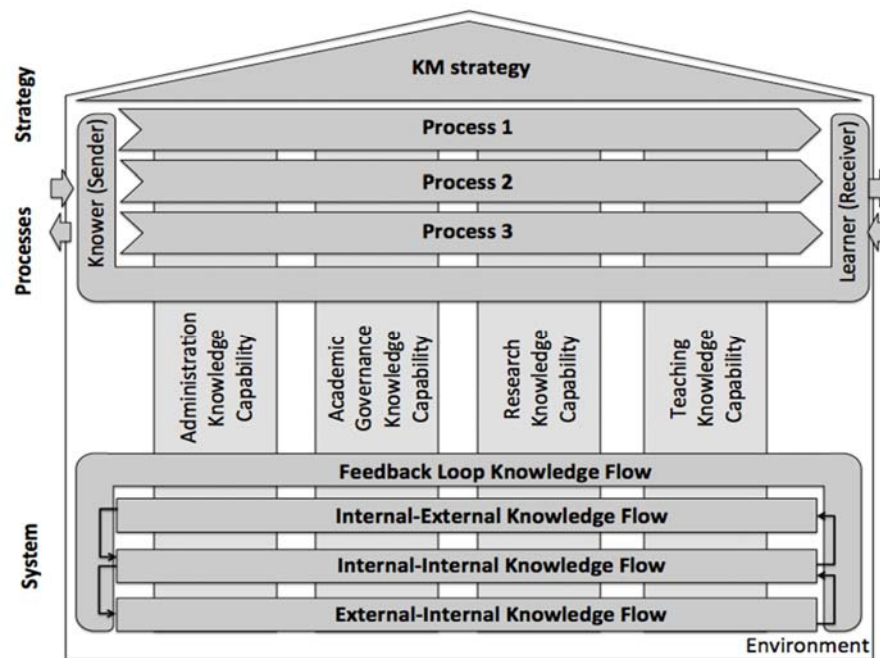 KM strategy
Strategy
Process 1
Process 2
Process 3
Processes
Knower (Sender)
Learner (Receiver)
Administration
Knowledge
Capability
Academic
Governance
Knowledge
Capability
Research
Knowledge
Capability
Teaching
Knowledge
Capability
System
Feedback Loop Knowledge Flow
Internal-External Knowledge Flow
Internal-Internal Knowledge Flow
External-Internal Knowledge Flow
Environment